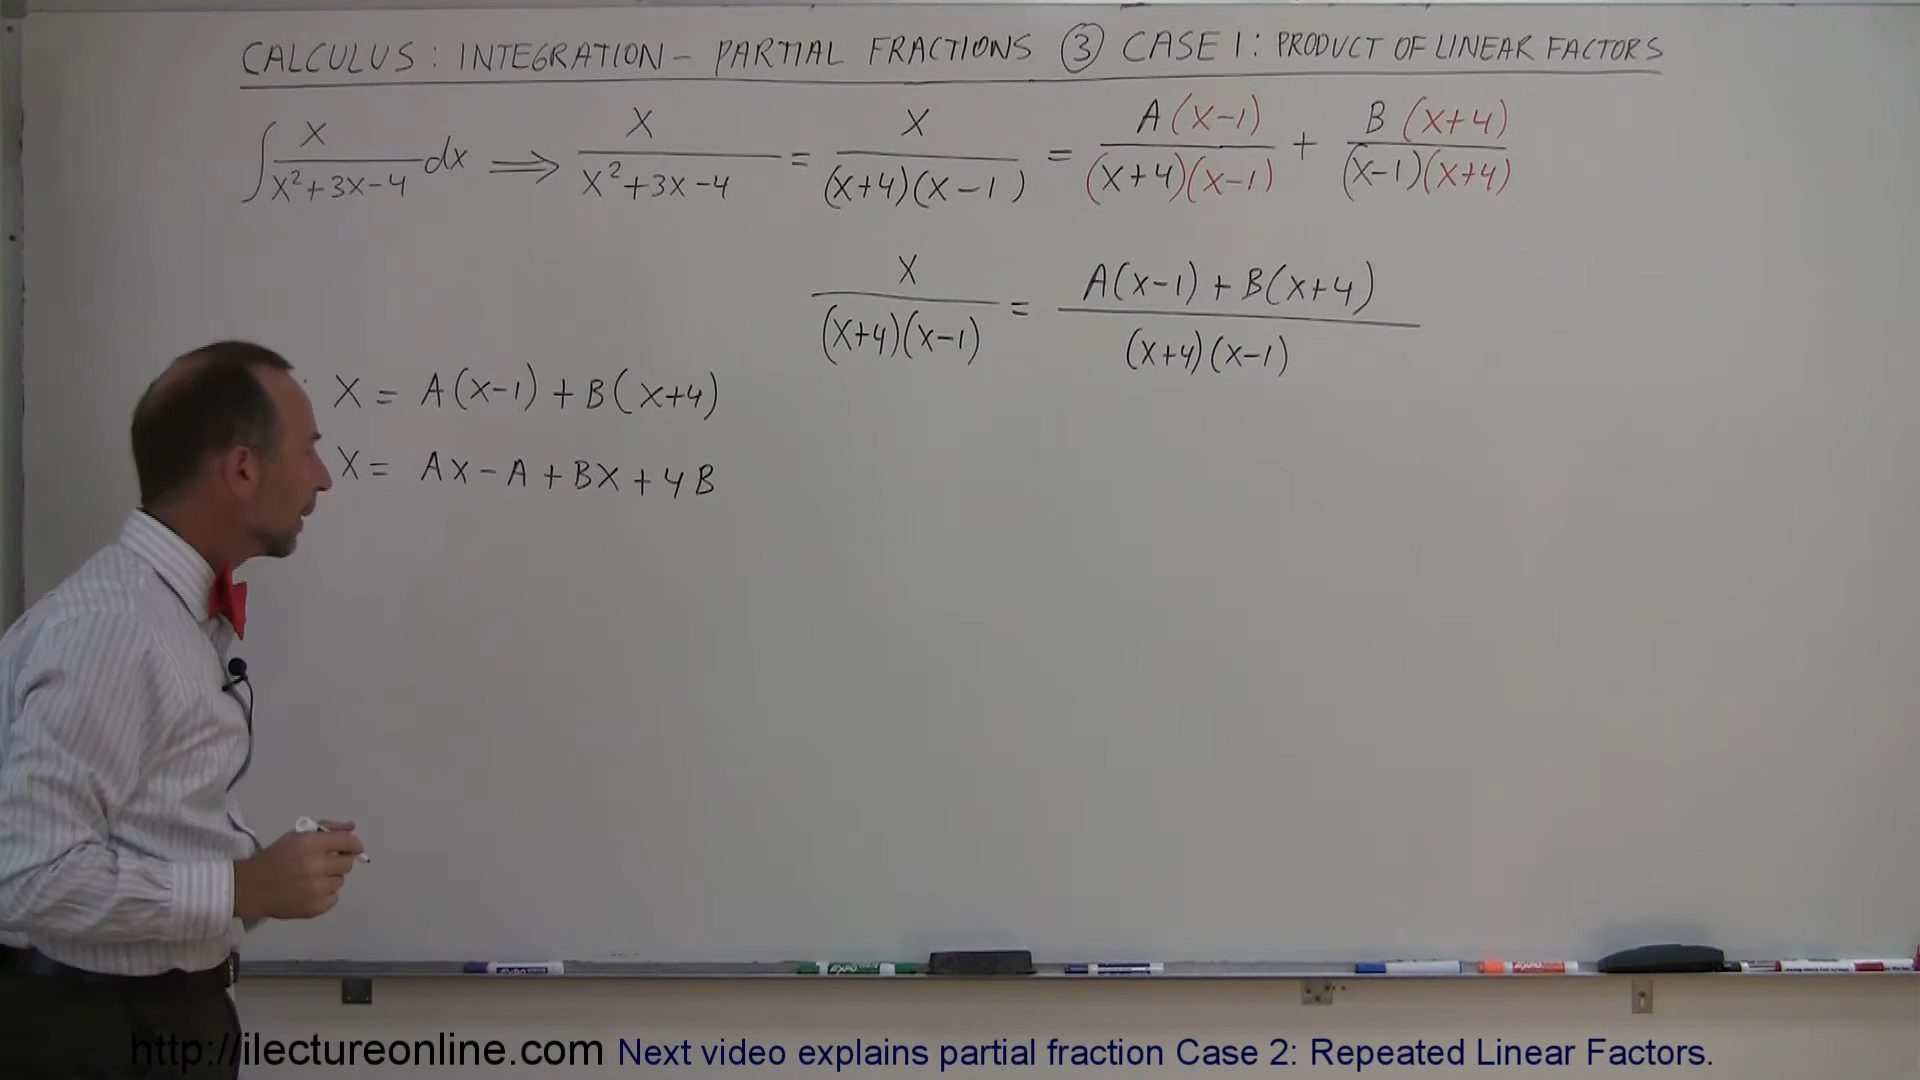 CALCULUS: INTEGRATION – PARTIAL FRACTIONS ③ CASE 1: PRODUCT OF LINEAR FACTORS
∫ x/(x²+3x-4) dx ⟹ x/(x²+3x-4) = x/((x+4)(x-1)) = A(x-1)/((x+4)(x-1)) + B(x+4)/((x-1)(x+4))
x/((x+4)(x-1)) = (A(x-1) + B(x+4))/((x+4)(x-1))
x = A(x-1) + B(x+4)
x = Ax - A + Bx + 4B
http://ilectureonline.com Next video explains partial fraction Case 2: Repeated Linear Factors.